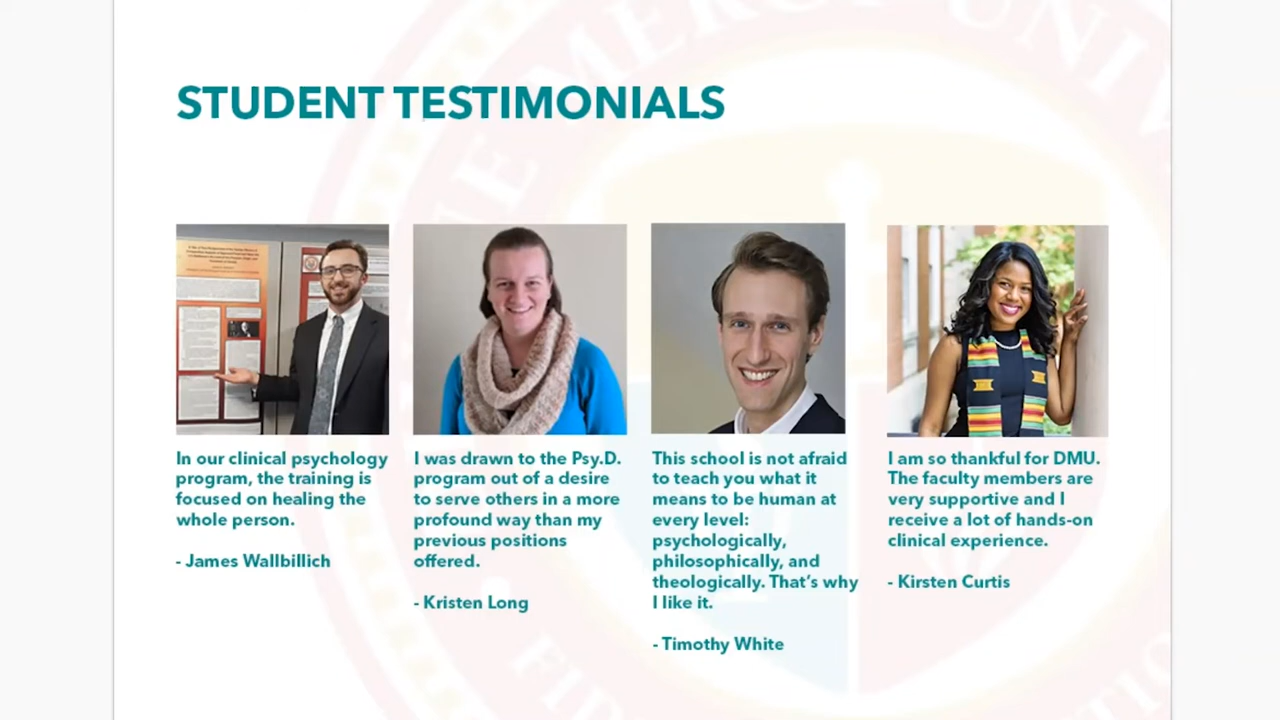 STUDENT TESTIMONIALS
In our clinical psychology
program, the training is
focused on healing the
whole person.
- James Wallbillich
I was drawn to the Psy.D.
program out of a desire
to serve others in a more
profound way than my
previous positions
offered.
- Kristen Long
This school is not afraid
to teach you what it
means to be human at
every level:
psychologically,
philosophically, and
theologically. That's why
I like it.
- Timothy White
I am so thankful for DMU.
The faculty members are
very supportive and I
receive a lot of hands-on
clinical experience.
- Kirsten Curtis